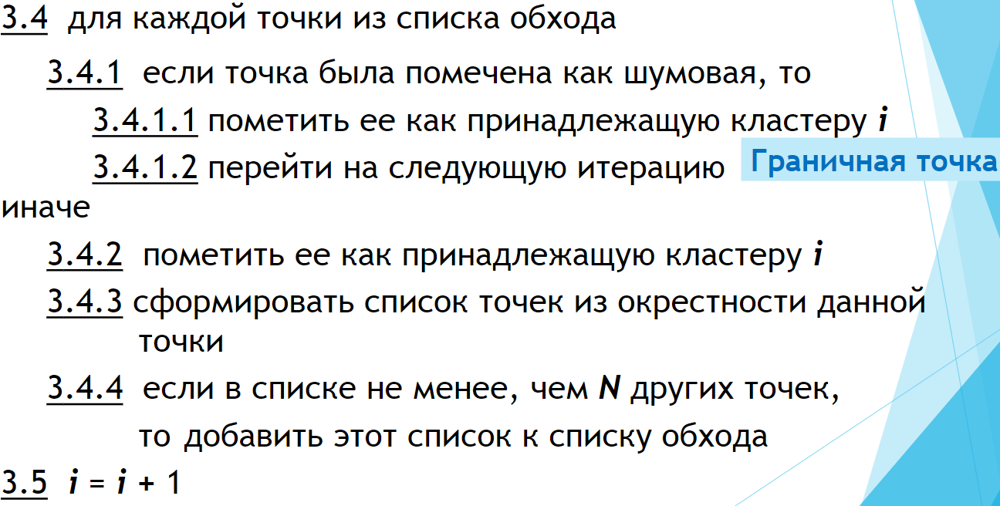 3.4 для каждой точки из списка обхода
3.4.1 если точка была помечена как шумовая, то
3.4.1.1 пометить ее как принадлежащую кластеру i
3.4.1.2 перейти на следующую итерацию
Граничная точка
иначе
3.4.2 пометить ее как принадлежащую кластеру i
3.4.3 сформировать список точек из окрестности данной
точки
3.4.4 если в списке не менее, чем N других точек,
то добавить этот список к списку обхода
3.5 i = i + 1